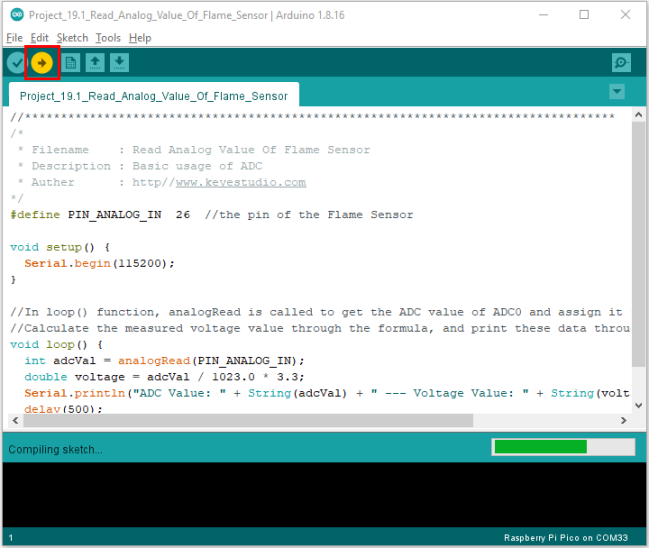 Project_19.1_Read_Analog_Value_Of_Flame_Sensor | Arduino 1.8.16
File Edit Sketch Tools Help
Project_19.1_Read_Analog_Value_Of_Flame_Sensor
//**********************************************************************************
/*
 * Filename    : Read Analog Value Of Flame Sensor
 * Description : Basic usage of ADC
 * Auther      : http//www.keyestudio.com
*/
#define PIN_ANALOG_IN  26  //the pin of the Flame Sensor
void setup() {
  Serial.begin(115200);
}
//In loop() function, analogRead is called to get the ADC value of ADC0 and assign it
//Calculate the measured voltage value through the formula, and print these data throu
void loop() {
  int adcVal = analogRead(PIN_ANALOG_IN);
  double voltage = adcVal / 1023.0 * 3.3;
  Serial.println("ADC Value: " + String(adcVal) + " --- Voltage Value: " + String(volt
  delay(500);
Compiling sketch...
1
Raspberry Pi Pico on COM33